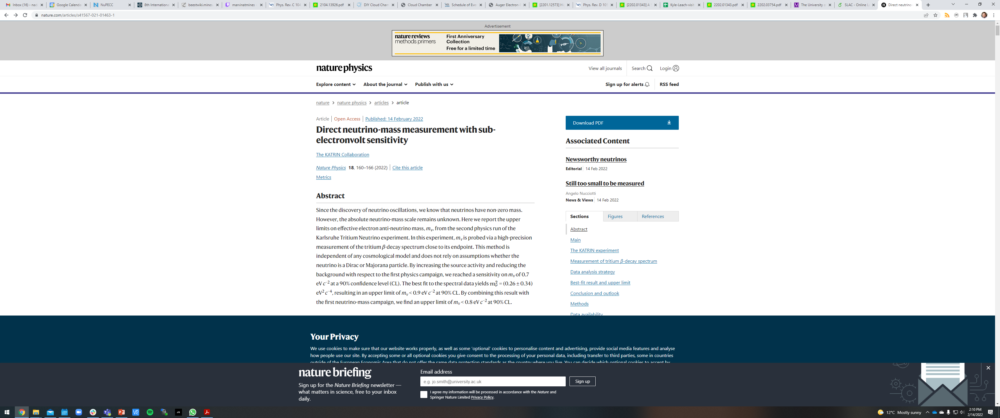 Inbox (16) - nad
Google Calenda
NuPECC
8th Internationa
beestwiki.mines.
marvinatmines -
Phys. Rev. C 104,
2104.13926.pdf
DIY Cloud Cham
Cloud Chamber
Schedule of Eve
Auger Electron-
[2201.12573] Hi
Phys. Rev. D 105
[2202.01343] A
Kyle-Leach-visit-
2202.01343.pdf
2202.03754.pdf
The University o
SLAC - Online L
Direct neutrino-
nature.com/articles/s41567-021-01463-1
Advertisement
nature reviews
methods primers
First Anniversary
Collection
Free for a limited time
nature physics
View all journals
Search
Login
Explore content
About the journal
Publish with us
Sign up for alerts
RSS feed
nature > nature physics > articles > article
Article | Open Access | Published: 14 February 2022
Direct neutrino-mass measurement with sub-
electronvolt sensitivity
The KATRIN Collaboration
Nature Physics 18, 160–166 (2022) | Cite this article
Metrics
Abstract
Since the discovery of neutrino oscillations, we know that neutrinos have non-zero mass.
However, the absolute neutrino-mass scale remains unknown. Here we report the upper
limits on effective electron anti-neutrino mass, mν, from the second physics run of the
Karlsruhe Tritium Neutrino experiment. In this experiment, mν is probed via a high-precision
measurement of the tritium β-decay spectrum close to its endpoint. This method is
independent of any cosmological model and does not rely on assumptions whether the
neutrino is a Dirac or Majorana particle. By increasing the source activity and reducing the
background with respect to the first physics campaign, we reached a sensitivity on mν of 0.7
eV c⁻² at a 90% confidence level (CL). The best fit to the spectral data yields mν² = (0.26 ± 0.34)
eV² c⁻⁴, resulting in an upper limit of mν < 0.9 eV c⁻² at 90% CL. By combining this result with
the first neutrino-mass campaign, we find an upper limit of mν < 0.8 eV c⁻² at 90% CL.
Download PDF
Associated Content
Newsworthy neutrinos
Editorial | 14 Feb 2022
Still too small to be measured
Angelo Nucciotti
News & Views | 14 Feb 2022
Sections
Figures
References
Abstract
Main
The KATRIN experiment
Measurement of tritium β-decay spectrum
Data analysis strategy
Best-fit result and upper limit
Conclusion and outlook
Methods
Data availability
Your Privacy
We use cookies to make sure that our website works properly, as well as some ‘optional’ cookies to personalise content and advertising, provide social media features and analyse
how people use our site. By accepting some or all optional cookies you give consent to the processing of your personal data, including transfer to third parties, some in countries
outside of the European Economic Area that do not offer the same data protection standards as the country where you live. You can decide which optional cookies to accept by
nature briefing
Sign up for the Nature Briefing newsletter —
what matters in science, free to your inbox
daily.
Email address
e.g. jo.smith@university.ac.uk
Sign up
I agree my information will be processed in accordance with the Nature and
Springer Nature Limited Privacy Policy.
12°C Mostly sunny
2:10 PM
2/14/2022